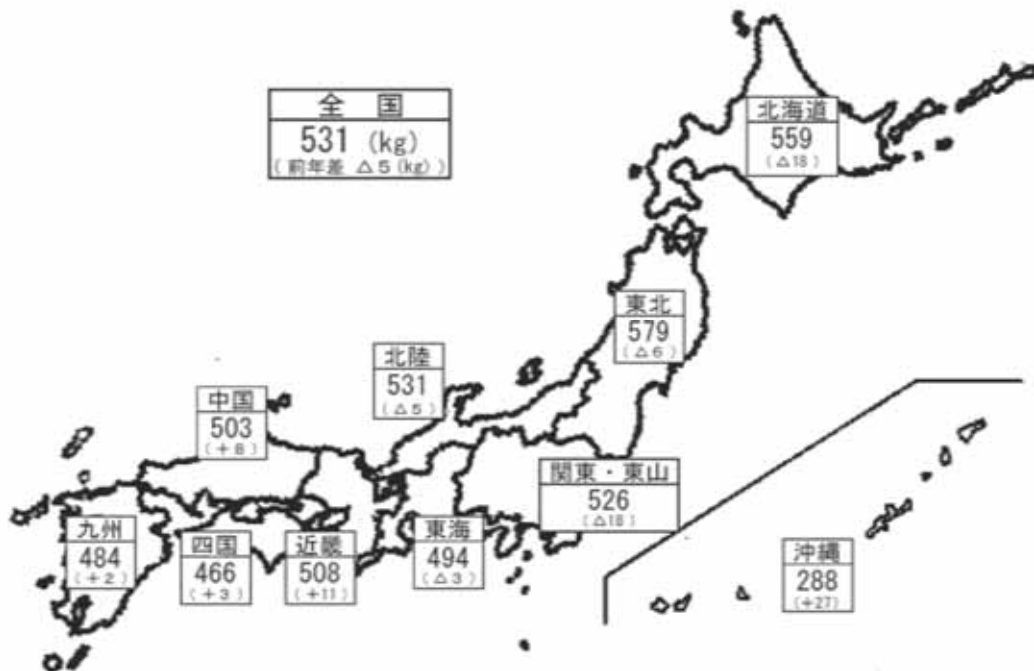 全 国
531 (kg)
(前年差 △5(kg))
北海道
559
(△18)
東北
579
(△6)
北陸
531
(△5)
中国
503
関東・東山
526
(△18)
九州
484
(+2)
四国
466
(+3)
近畿
508
(+11)
東海
494
(△3)
沖縄
288
(+27)